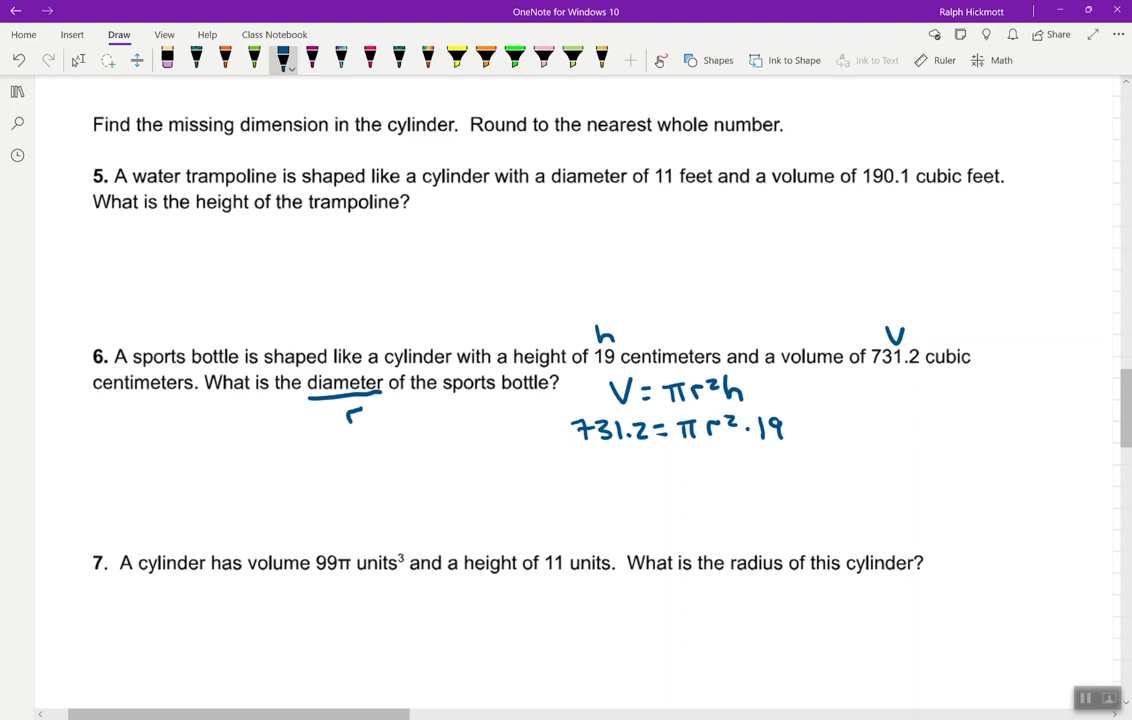 OneNote for Windows 10
Ralph Hickmott
Home Insert Draw View Help Class Notebook
Share
Shapes Ink to Shape Ink to Text Ruler Math
Find the missing dimension in the cylinder. Round to the nearest whole number.
5. A water trampoline is shaped like a cylinder with a diameter of 11 feet and a volume of 190.1 cubic feet.
What is the height of the trampoline?
h V
6. A sports bottle is shaped like a cylinder with a height of 19 centimeters and a volume of 731.2 cubic
centimeters. What is the diameter of the sports bottle?
V = πr²h
r
731.2 = π r² · 19
7. A cylinder has volume 99π units³ and a height of 11 units. What is the radius of this cylinder?